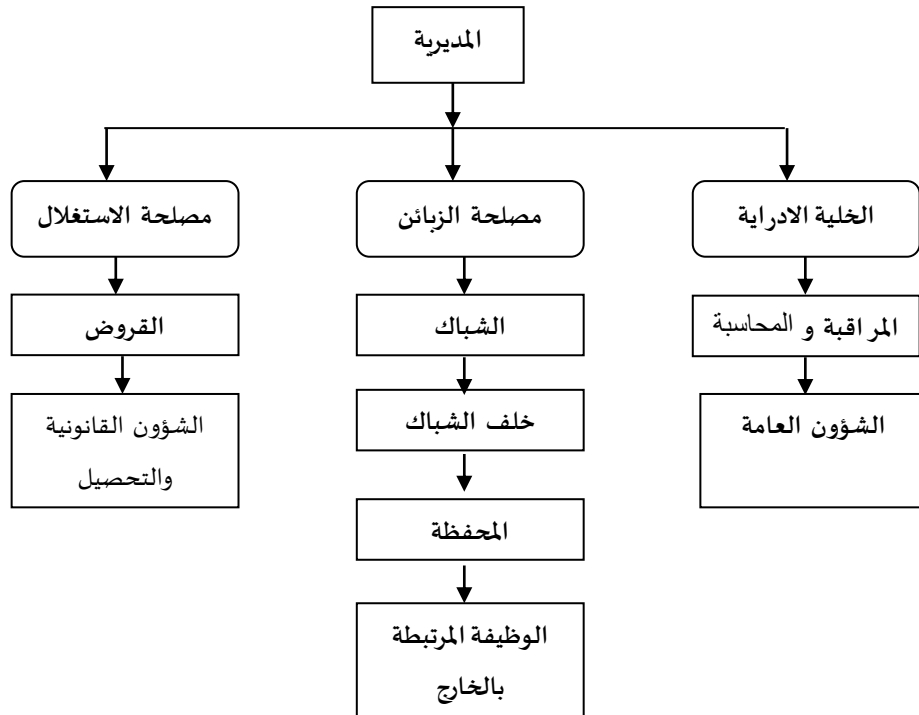 المديرية
الخلية الادراية
مصلحة الزبائن
مصلحة الاستغلال
المراقبة و المحاسبة
الشباك
القروض
الشؤون العامة
خلف الشباك
الشؤون القانونية
والتحصيل
المحفظة
الوظيفة المرتبطة
بالخارج